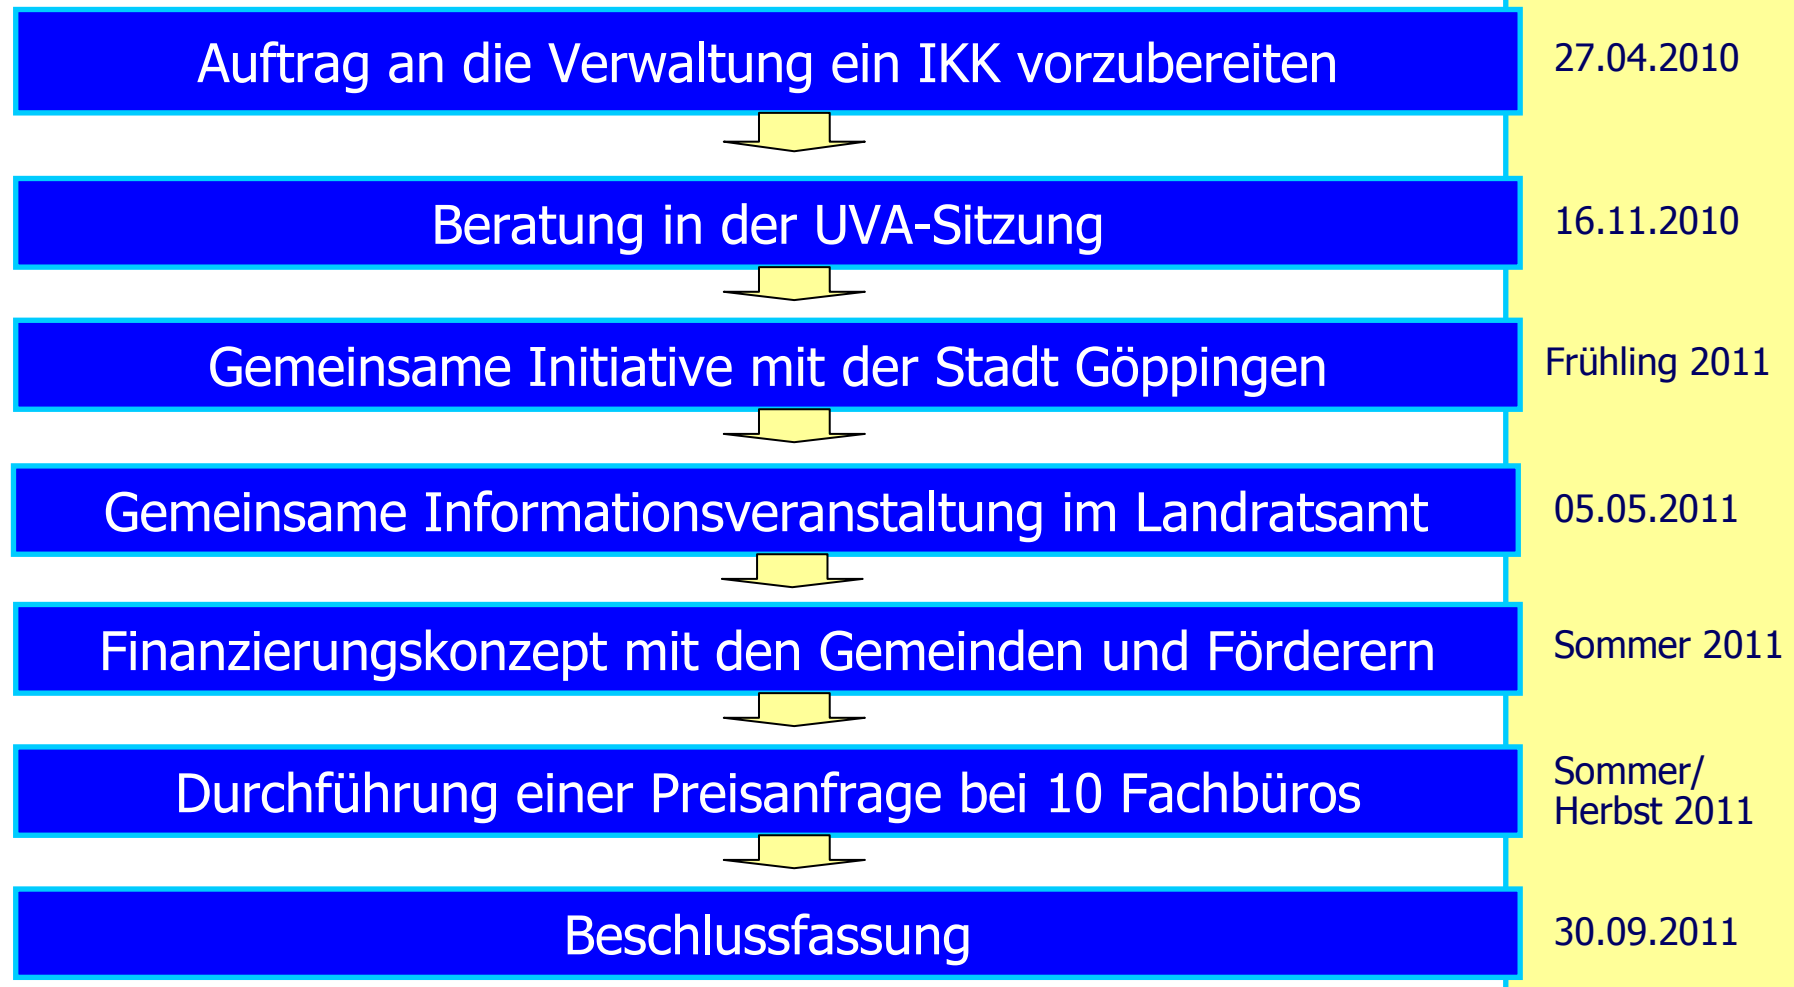 Auftrag an die Verwaltung ein IKK vorzubereiten
27.04.2010
Beratung in der UVA-Sitzung
16.11.2010
Gemeinsame Initiative mit der Stadt Göppingen
Frühling 2011
Gemeinsame Informationsveranstaltung im Landratsamt
05.05.2011
Finanzierungskonzept mit den Gemeinden und Förderern
Sommer 2011
Durchführung einer Preisanfrage bei 10 Fachbüros
Sommer/
Herbst 2011
Beschlussfassung
30.09.2011